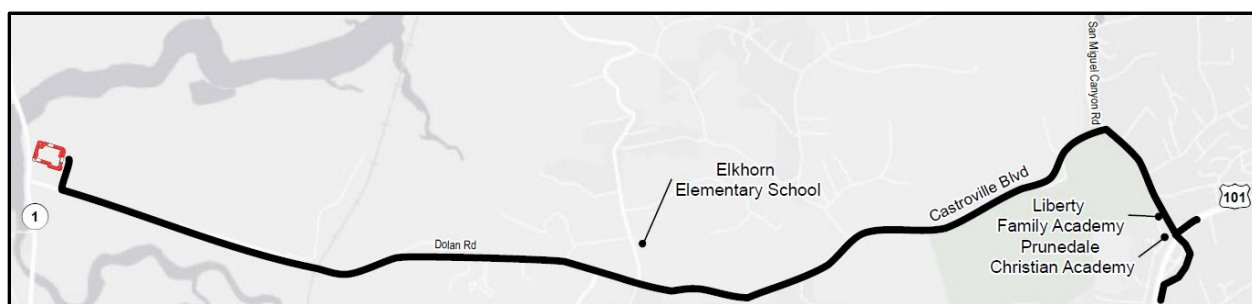 San Miguel Canyon Rd
Elkhorn
Elementary School
Castroville Blvd
101
Liberty
Family Academy
Prunedale
Christian Academy
1
Dolan Rd